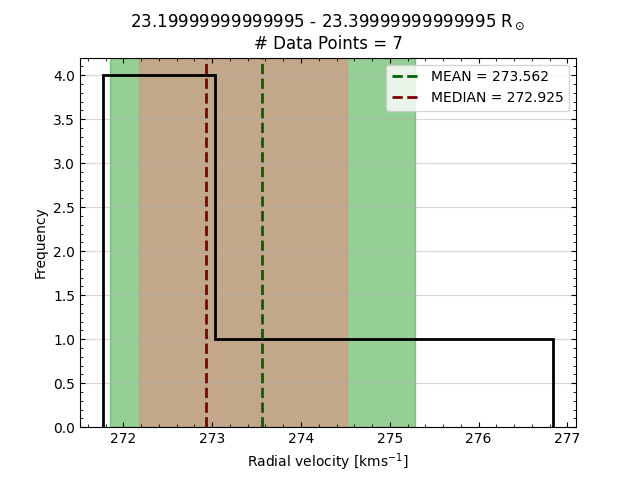 23.19999999999995 - 23.39999999999995 R⊙
# Data Points = 7
MEAN = 273.562
MEDIAN = 272.925
4.0
3.5
3.0
2.5
2.0
1.5
1.0
0.5
0.0
Frequency
272 273 274 275 276 277
Radial velocity [kms⁻¹]